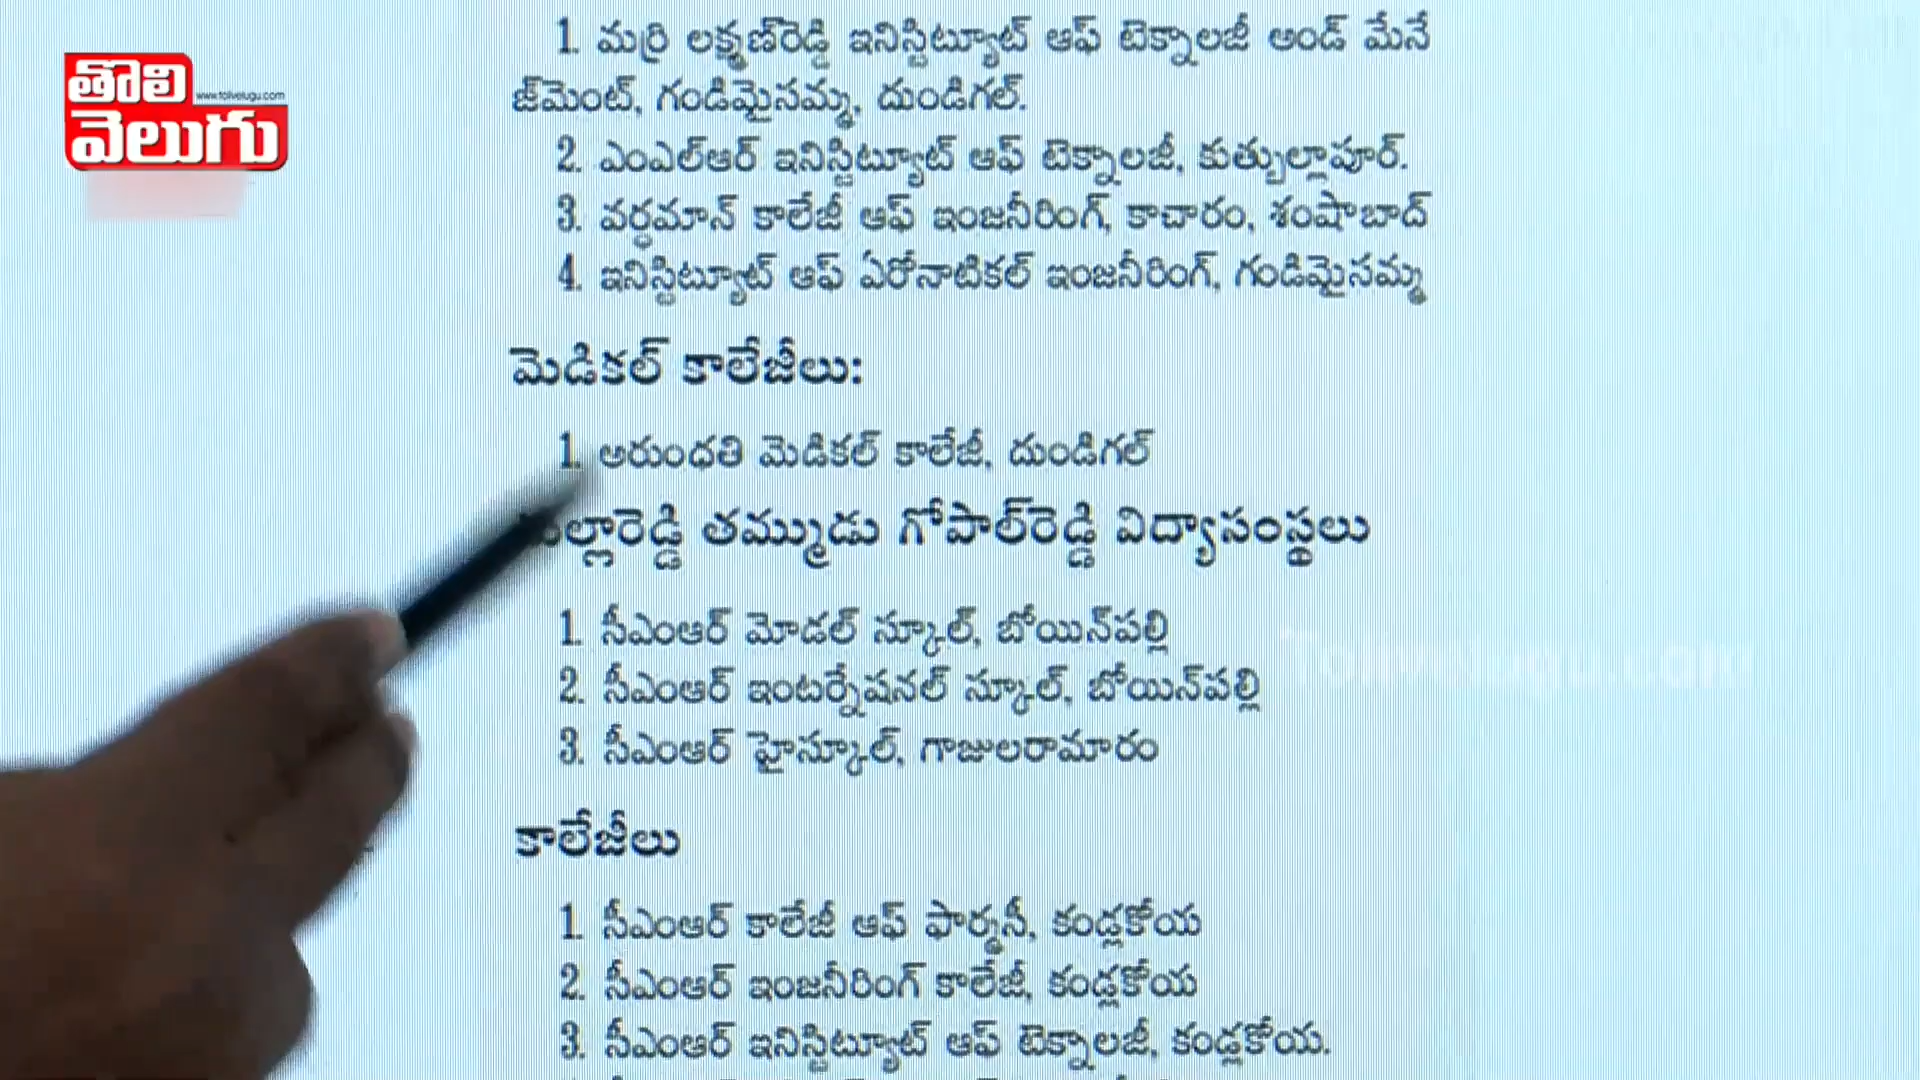 తొలి
www.tolivelugu.com
వెలుగు
1. మర్రి లక్ష్మణ్‌రెడ్డి ఇనిస్టిట్యూట్ ఆఫ్ టెక్నాలజీ అండ్ మేనే
జ్‌మెంట్, గండిమైసమ్మ, దుండిగల్.
2. ఎంఎల్ఆర్ ఇనిస్టిట్యూట్ ఆఫ్ టెక్నాలజీ, కుత్బుల్లాపూర్.
3. వర్ధమాన్ కాలేజీ ఆఫ్ ఇంజనీరింగ్, కాచారం, శంషాబాద్
4. ఇనిస్టిట్యూట్ ఆఫ్ ఏరోనాటికల్ ఇంజనీరింగ్, గండిమైసమ్మ
మెడికల్ కాలేజీలు:
1. అరుంధతి మెడికల్ కాలేజీ, దుండిగల్
తమ్ముడు గోపాల్‌రెడ్డి విద్యాసంస్థలు
1. సీఎంఆర్ మోడల్ స్కూల్, బోయిన్‌పల్లి
2. సీఎంఆర్ ఇంటర్నేషనల్ స్కూల్, బోయిన్‌పల్లి
3. సీఎంఆర్ హైస్కూల్, గాజులరామారం
కాలేజీలు
1. సీఎంఆర్ కాలేజీ ఆఫ్ ఫార్మసీ, కండ్లకోయ
2. సీఎంఆర్ ఇంజనీరింగ్ కాలేజీ, కండ్లకోయ
3. సీఎంఆర్ ఇనిస్టిట్యూట్ ఆఫ్ టెక్నాలజీ, కండ్లకోయ.